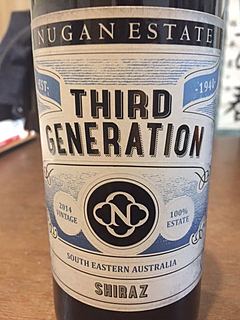 NUGAN ESTATE
EST. -1940-
THIRD
GENERATION
2014
VINTAGE
N
100%
ESTATE
SOUTH EASTERN AUSTRALIA
SHIRAZ